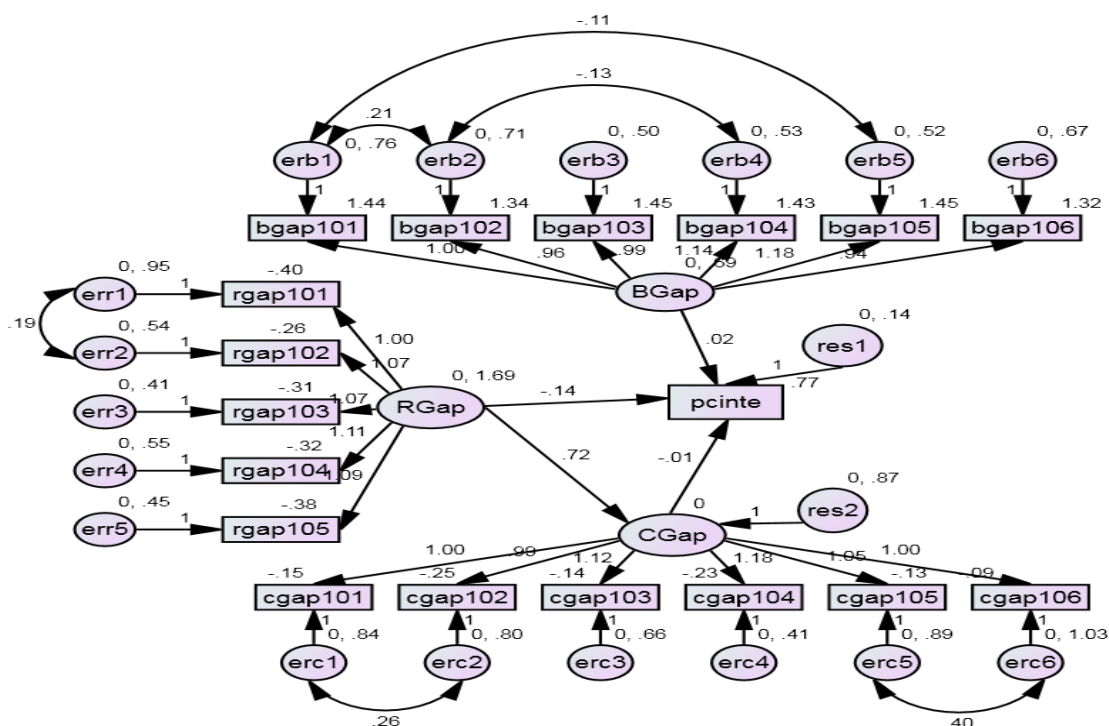 -.11
-.13
.21
0, .76
0, .71
0, .50
0, .53
0, .52
0, .67
erb1
erb2
erb3
erb4
erb5
erb6
1
1
1
1
1
1
1.44
1.34
1.45
1.43
1.45
1.32
bgap101
bgap102
bgap103
bgap104
bgap105
bgap106
1.00
.96
.99
1.14
1.18
.94
0, .59
BGap
0, .95
err1
1
-.40
rgap101
.19
0, .54
err2
1
-.26
rgap102
0, .41
err3
1
-.31
rgap103
0, .55
err4
1
-.32
rgap104
0, .45
err5
1
-.38
rgap105
1.00
1.07
1.07
1.11
1.09
0, 1.69
RGap
-.14
.02
0, .14
res1
1
.77
pcinte
.72
-.01
0
CGap
0, .87
res2
1
1.00
.99
1.12
1.18
1.05
1.00
-.15
-.25
-.14
-.23
-.13
-.09
cgap101
cgap102
cgap103
cgap104
cgap105
cgap106
1
1
1
1
1
1
0, .84
0, .80
0, .66
0, .41
0, .89
0, 1.03
erc1
erc2
erc3
erc4
erc5
erc6
.26
.40